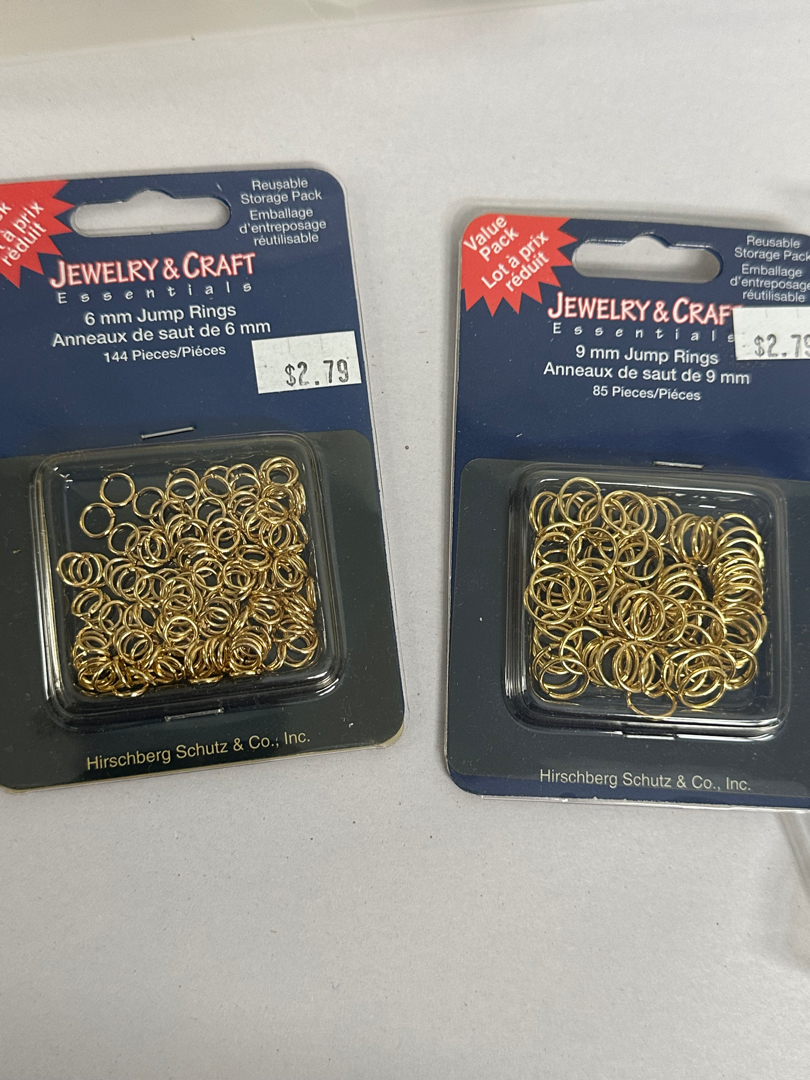 lot à prix
réduit
Reusable
Storage Pack
Emballage
d'entreposage
réutilisable
JEWELRY & CRAFT
Essentials
6 mm Jump Rings
Anneaux de saut de 6 mm
144 Pieces/Piéces
$2.79
Hirschberg Schutz & Co., Inc.
Value
Pack
Lot à prix
réduit
Reusable
Storage Pack
Emballage
d'entreposage
réutilisable
JEWELRY & CRAFT
Essentials
9 mm Jump Rings
Anneaux de saut de 9 mm
85 Pieces/Piéces
$2.79
Hirschberg Schutz & Co., Inc.